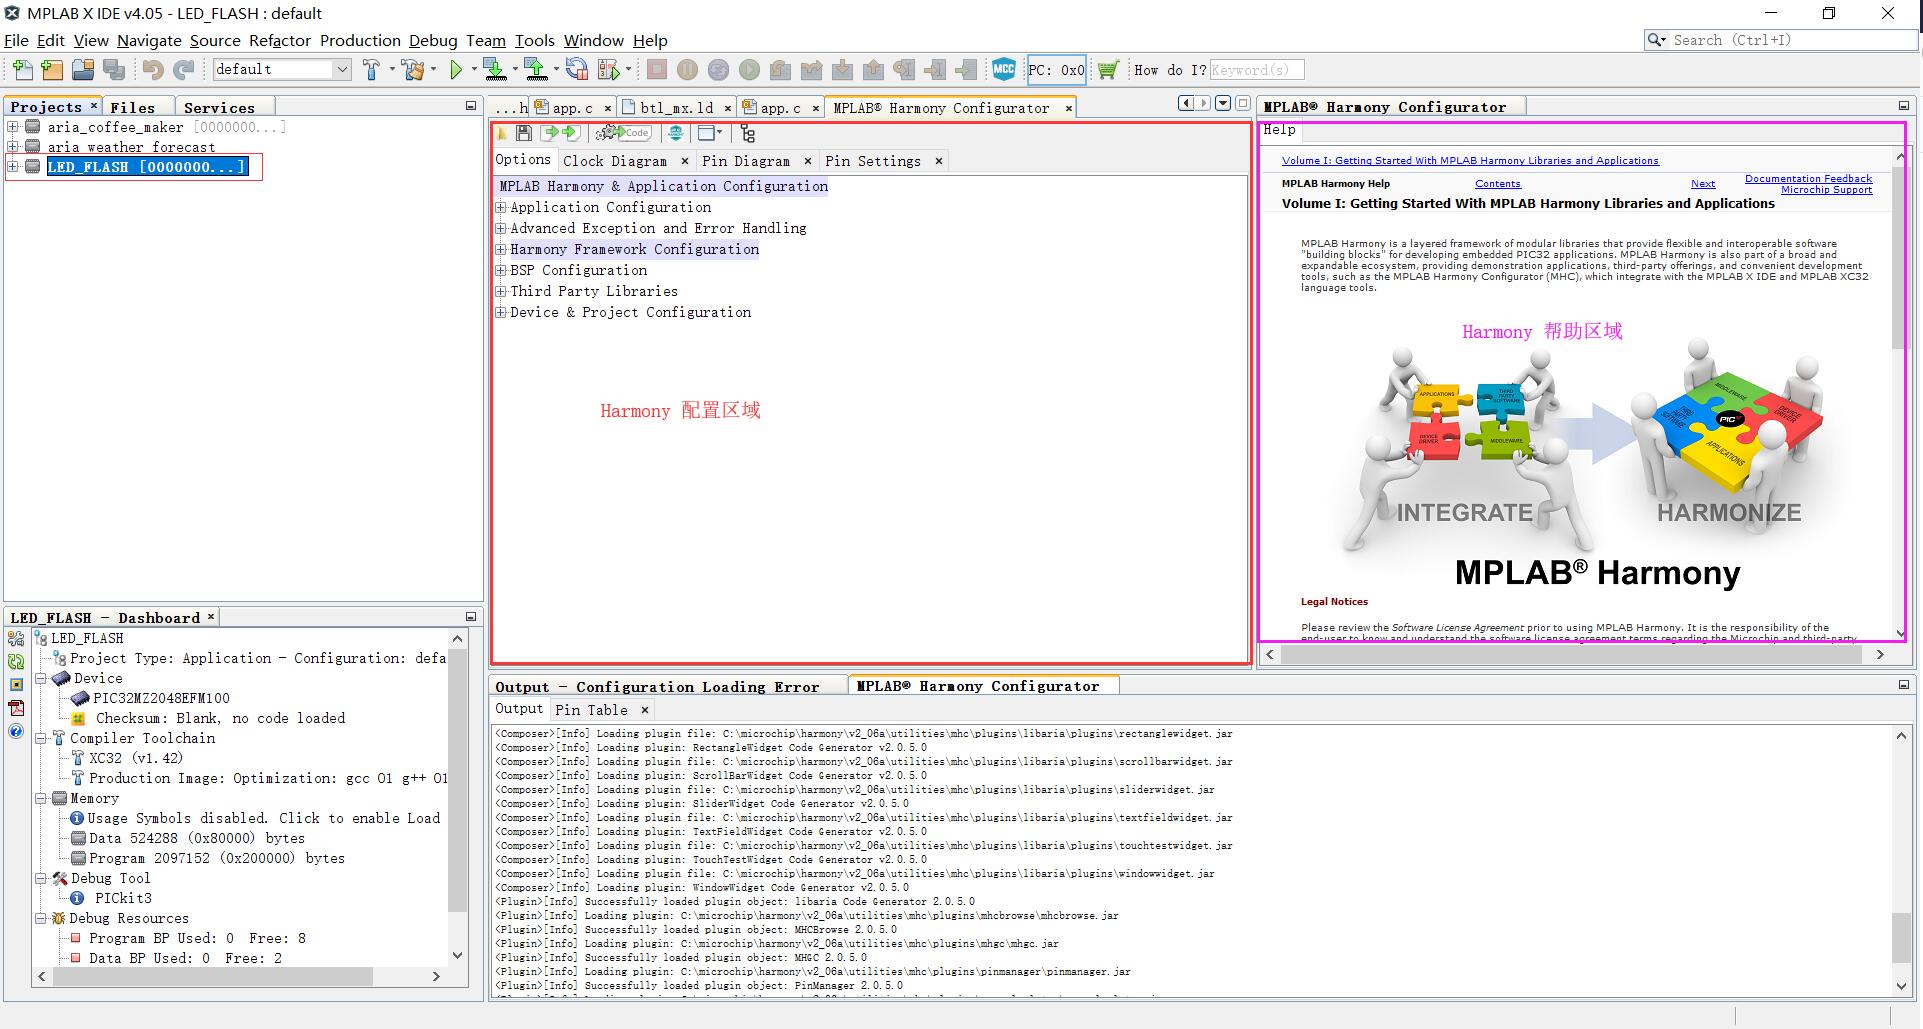 MPLAB X IDE v4.05 - LED_FLASH : default
File Edit View Navigate Source Refactor Production Debug Team Tools Window Help
Search (Ctrl+I)
default
MCC
PC: 0x0
How do I?
Keyword(s)
Projects
Files
Services
aria_coffee_maker [0000000...]
aria_weather_forecast
LED_FLASH [0000000...]
...h
app.c
btl_mx.ld
app.c
MPLAB® Harmony Configurator
Code
Options
Clock Diagram
Pin Diagram
Pin Settings
MPLAB Harmony & Application Configuration
Application Configuration
Advanced Exception and Error Handling
Harmony Framework Configuration
BSP Configuration
Third Party Libraries
Device & Project Configuration
Harmony 配置区域
MPLAB® Harmony Configurator
Help
Volume I: Getting Started With MPLAB Harmony Libraries and Applications
MPLAB Harmony Help
Contents
Next
Documentation Feedback
Microchip Support
Volume I: Getting Started With MPLAB Harmony Libraries and Applications
MPLAB Harmony is a layered framework of modular libraries that provide flexible and interoperable software
"building blocks" for developing embedded PIC32 applications. MPLAB Harmony is also part of a broad and
expandable ecosystem, providing demonstration applications, third-party offerings, and convenient development
tools, such as the MPLAB Harmony Configurator (MHC), which integrate with the MPLAB X IDE and MPLAB XC32
language tools.
Harmony 帮助区域
APPLICATIONS
THIRD PARTY SOFTWARE
DEVICE DRIVER
MIDDLEWARE
MIDDLEWARE
THIRD PARTY SOFTWARE
PIC
DEVICE DRIVER
APPLICATIONS
INTEGRATE
HARMONIZE
MPLAB® Harmony
Legal Notices
Please review the Software License Agreement prior to using MPLAB Harmony. It is the responsibility of the
end-user to know and understand the software license agreement terms regarding the Microchip and third-party
LED_FLASH - Dashboard
LED_FLASH
Project Type: Application - Configuration: defa
Device
PIC32MZ2048EFM100
Checksum: Blank, no code loaded
Compiler Toolchain
XC32 (v1.42)
Production Image: Optimization: gcc O1 g++ O1
Memory
Usage Symbols disabled. Click to enable Load
Data 524288 (0x80000) bytes
Program 2097152 (0x200000) bytes
Debug Tool
PICkit3
Debug Resources
Program BP Used: 0 Free: 8
Data BP Used: 0 Free: 2
Output - Configuration Loading Error
MPLAB® Harmony Configurator
Output
Pin Table
<Composer>[Info] Loading plugin file: C:\microchip\harmony\v2_06a\utilities\mhc\plugins\libaria\plugins\rectanglewidget.jar
<Composer>[Info] Loading plugin: RectangleWidget Code Generator v2.0.5.0
<Composer>[Info] Loading plugin file: C:\microchip\harmony\v2_06a\utilities\mhc\plugins\libaria\plugins\scrollbarwidget.jar
<Composer>[Info] Loading plugin: ScrollBarWidget Code Generator v2.0.5.0
<Composer>[Info] Loading plugin file: C:\microchip\harmony\v2_06a\utilities\mhc\plugins\libaria\plugins\sliderwidget.jar
<Composer>[Info] Loading plugin: SliderWidget Code Generator v2.0.5.0
<Composer>[Info] Loading plugin file: C:\microchip\harmony\v2_06a\utilities\mhc\plugins\libaria\plugins\textfieldwidget.jar
<Composer>[Info] Loading plugin: TextFieldWidget Code Generator v2.0.5.0
<Composer>[Info] Loading plugin file: C:\microchip\harmony\v2_06a\utilities\mhc\plugins\libaria\plugins\touchtestwidget.jar
<Composer>[Info] Loading plugin: TouchTestWidget Code Generator v2.0.5.0
<Composer>[Info] Loading plugin file: C:\microchip\harmony\v2_06a\utilities\mhc\plugins\libaria\plugins\windowwidget.jar
<Composer>[Info] Loading plugin: WindowWidget Code Generator v2.0.5.0
<Plugin>[Info] Successfully loaded plugin object: libaria Code Generator 2.0.5.0
<Plugin>[Info] Loading plugin: C:\microchip\harmony\v2_06a\utilities\mhc\plugins\mhcbrowse\mhcbrowse.jar
<Plugin>[Info] Successfully loaded plugin object: MHCBrowse 2.0.5.0
<Plugin>[Info] Loading plugin: C:\microchip\harmony\v2_06a\utilities\mhc\plugins\mhgc\mhgc.jar
<Plugin>[Info] Successfully loaded plugin object: MHGC 2.0.5.0
<Plugin>[Info] Loading plugin: C:\microchip\harmony\v2_06a\utilities\mhc\plugins\pinmanager\pinmanager.jar
<Plugin>[Info] Successfully loaded plugin object: PinManager 2.0.5.0